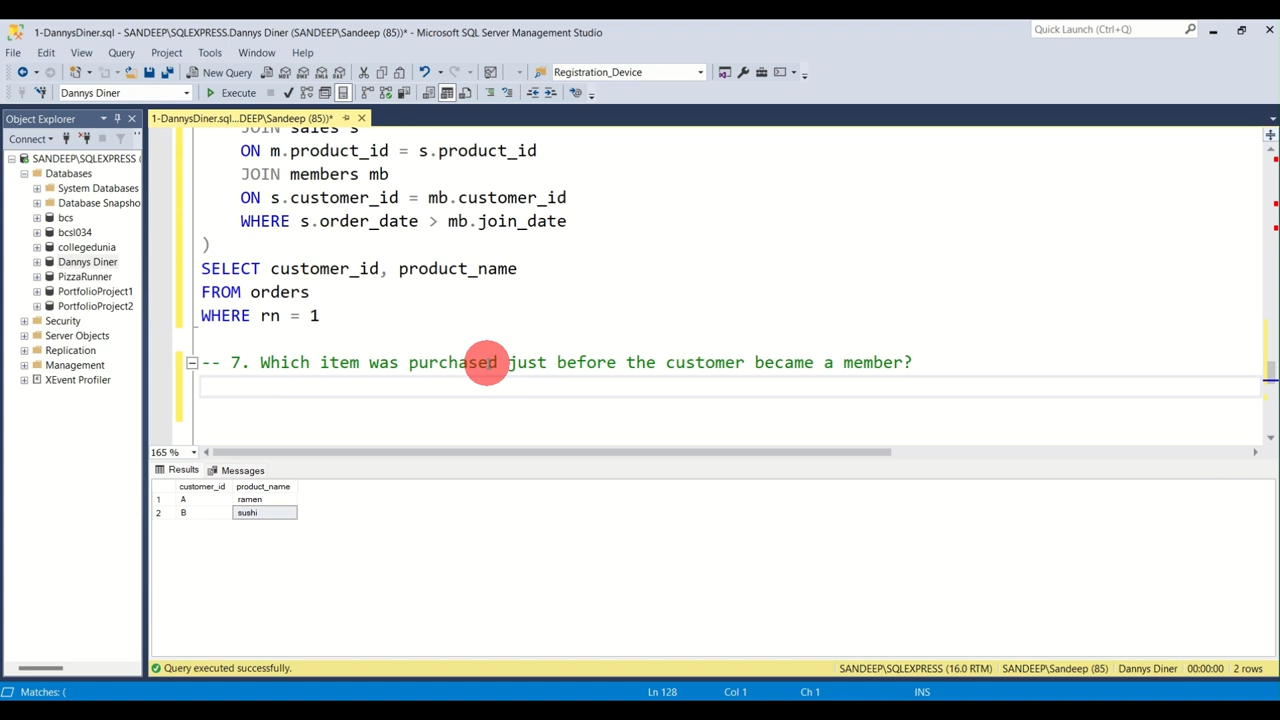 1-DannysDiner.sql - SANDEEP\SQLEXPRESS.Dannys Diner (SANDEEP\Sandeep (85))* - Microsoft SQL Server Management Studio
Quick Launch (Ctrl+Q)
File Edit View Query Project Tools Window Help
New Query
Registration_Device
Dannys Diner
Execute
Object Explorer
Connect
SANDEEP\SQLEXPRESS (
Databases
System Databases
Database Snapsho
bcs
bcsl034
collegedunia
Dannys Diner
PizzaRunner
PortfolioProject1
PortfolioProject2
Security
Server Objects
Replication
Management
XEvent Profiler
1-DannysDiner.sql...DEEP\Sandeep (85))*
JOIN sales s
ON m.product_id = s.product_id
JOIN members mb
ON s.customer_id = mb.customer_id
WHERE s.order_date > mb.join_date
)
SELECT customer_id, product_name
FROM orders
WHERE rn = 1
-- 7. Which item was purchased just before the customer became a member?
165 %
Results Messages
customer_id product_name
1 A ramen
2 B sushi
Query executed successfully.
SANDEEP\SQLEXPRESS (16.0 RTM) SANDEEP\Sandeep (85) Dannys Diner 00:00:00 2 rows
Matches: (
Ln 128 Col 1 Ch 1 INS